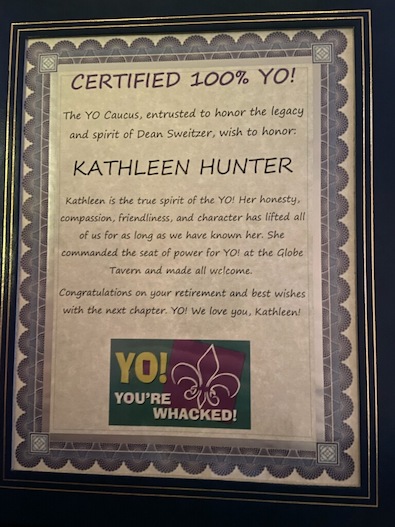 CERTIFIED 100% YO!
The YO Caucus, entrusted to honor the legacy
and spirit of Dean Sweitzer, wish to honor:
KATHLEEN HUNTER
Kathleen is the true spirit of the YO! Her honesty,
compassion, friendliness, and character has lifted all
of us for as long as we have known her. She
commanded the seat of power for YO! at the Globe
Tavern and made all welcome.
Congratulations on your retirement and best wishes
with the next chapter. YO! We love you, Kathleen!
YO!
YOU'RE
WHACKED!